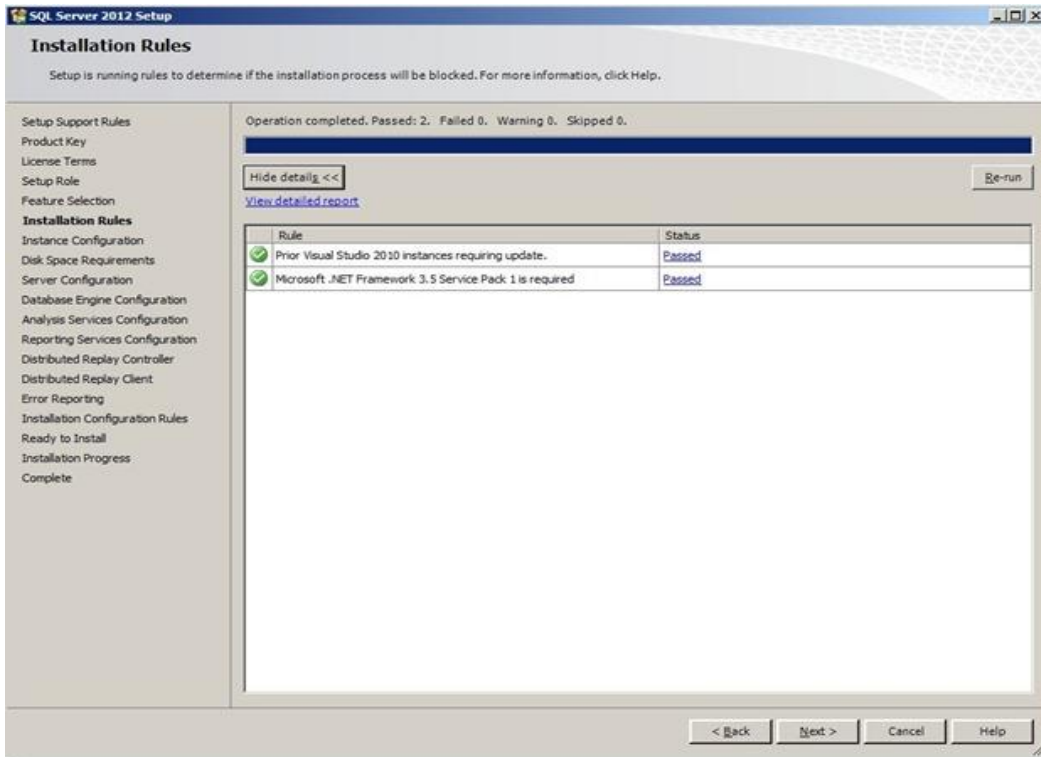 SQL Server 2012 Setup
Installation Rules
Setup is running rules to determine if the installation process will be blocked. For more information, click Help.
Setup Support Rules
Product Key
License Terms
Setup Role
Feature Selection
Installation Rules
Instance Configuration
Disk Space Requirements
Server Configuration
Database Engine Configuration
Analysis Services Configuration
Reporting Services Configuration
Distributed Replay Controller
Distributed Replay Client
Error Reporting
Installation Configuration Rules
Ready to Install
Installation Progress
Complete
Operation completed. Passed: 2. Failed 0. Warning 0. Skipped 0.
Hide details <<
Re-run
View detailed report
Rule Status
Prior Visual Studio 2010 instances requiring update. Passed
Microsoft .NET Framework 3.5 Service Pack 1 is required Passed
< Back Next > Cancel Help